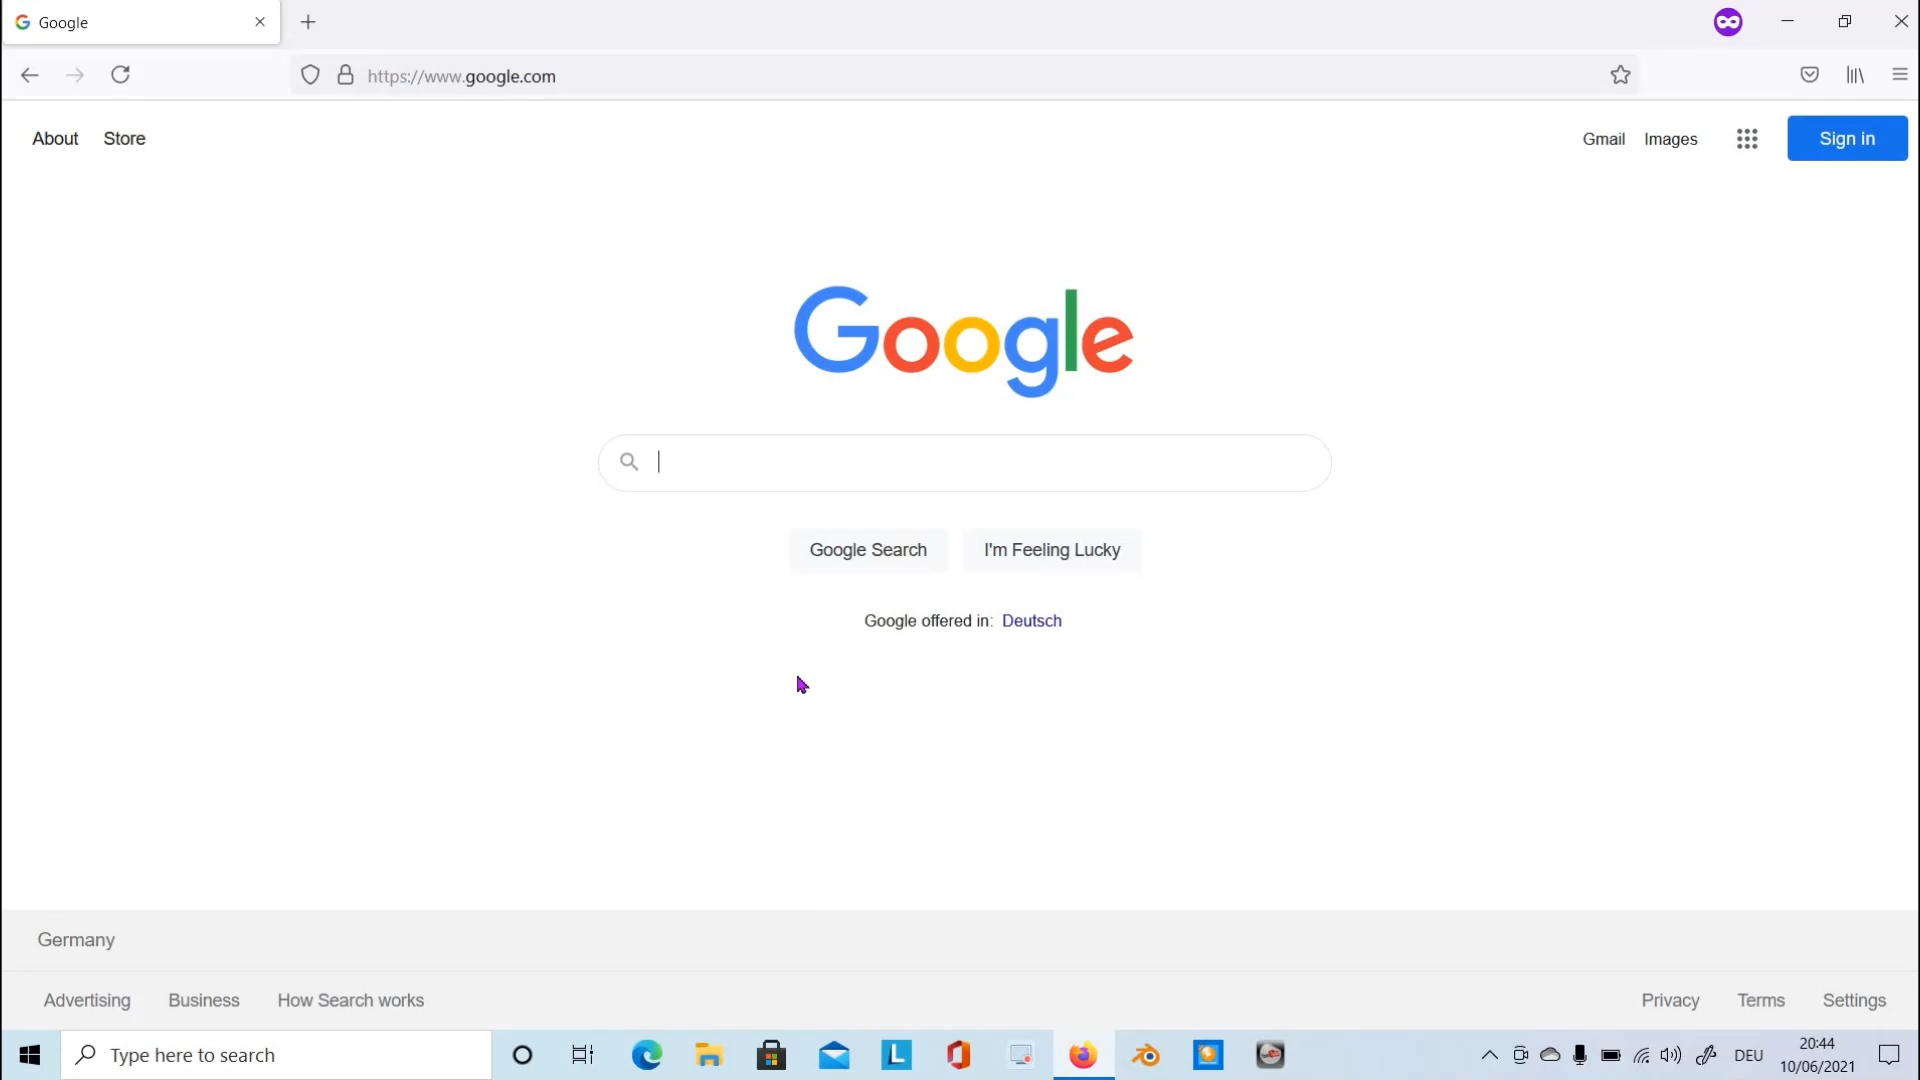 Google
https://www.google.com
About Store
Gmail Images Sign in
Google
Google Search I'm Feeling Lucky
Google offered in: Deutsch
Germany
Advertising Business How Search works
Privacy Terms Settings
Type here to search
L
DEU
20:44
10/06/2021